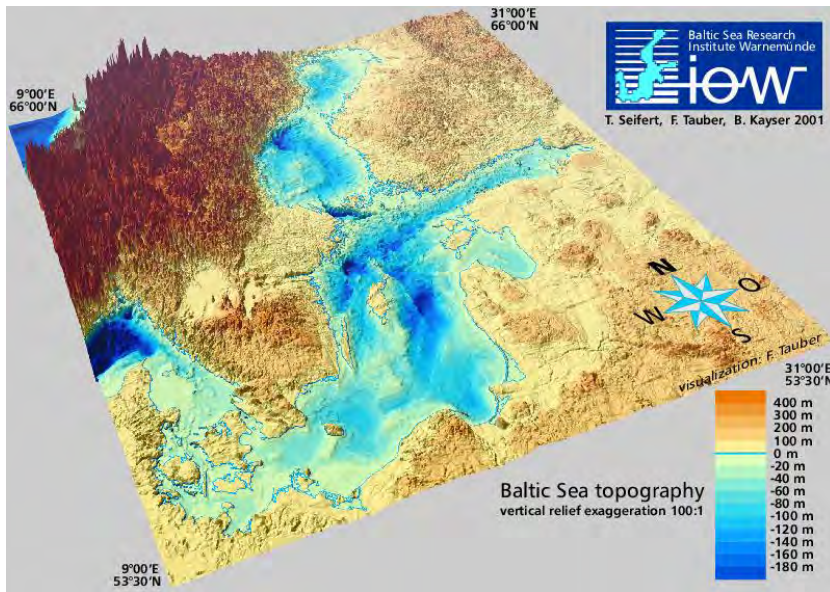 31°00'E
66°00'N
Baltic Sea Research
Institute Warnemünde
iow
T. Seifert, F. Tauber, B. Kayser 2001
9°00'E
66°00'N
N
O
W
S
visualization: F. Tauber
31°00'E
53°30'N
400 m
300 m
200 m
100 m
0 m
-20 m
-40 m
-60 m
-80 m
-100 m
-120 m
-140 m
-160 m
-180 m
Baltic Sea topography
vertical relief exaggeration 100:1
9°00'E
53°30'N